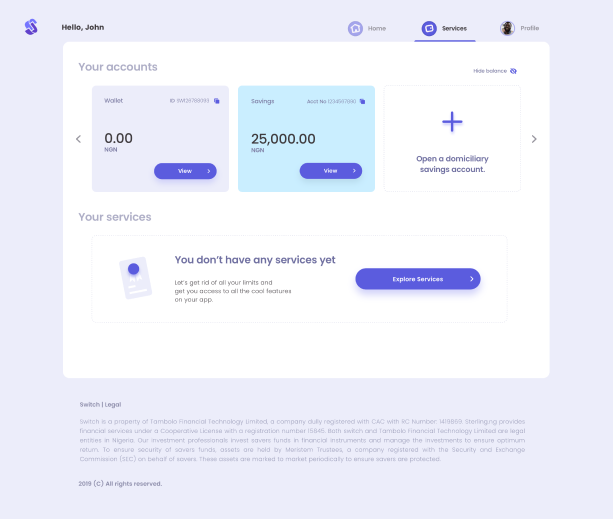 Hello, John
Home
Services
Profile
Your accounts
Hide balance
Wallet
ID SWI26788093
0.00
NGN
View
Savings
Acct No 1234507890
25,000.00
NGN
View
Open a domiciliary
savings account.
Your services
You don't have any services yet
Let's get rid of all your limits and
get you access to all the cool features
on your app.
Explore Services
Switch | Legal
Switch is a property of Tambolo Financial Technology Limited, a company dully registered with CAC with RC Number: 1419869. Sterling.ng provides
financial services under a Cooperative License with a registration number 15845. Both switch and Tambolo Financial Technology Limited are legal
entities in Nigeria. Our investment professionals invest savers funds in financial instruments and manage the investments to ensure optimum
return. To ensure security of savers funds, assets are held by Meristem Trustees, a company registered with the Security and Exchange
Commission (SEC) on behalf of savers. These assets are marked to market periodically to ensure savers are protected.
2019 (C) All rights reserved.